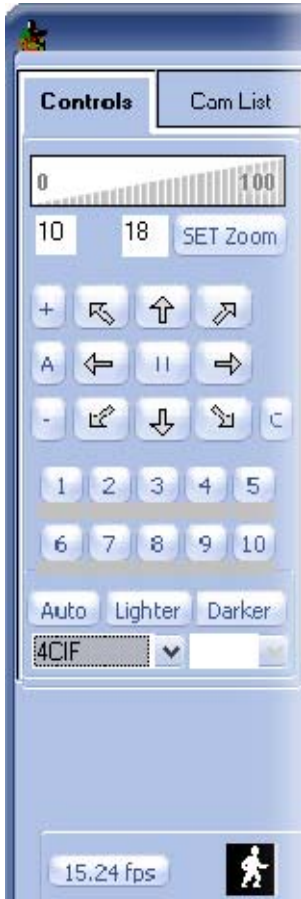 Controls Cam List
0 100
10 18 SET Zoom
+
A II
- C
1 2 3 4 5
6 7 8 9 10
Auto Lighter Darker
4CIF
15.24 fps